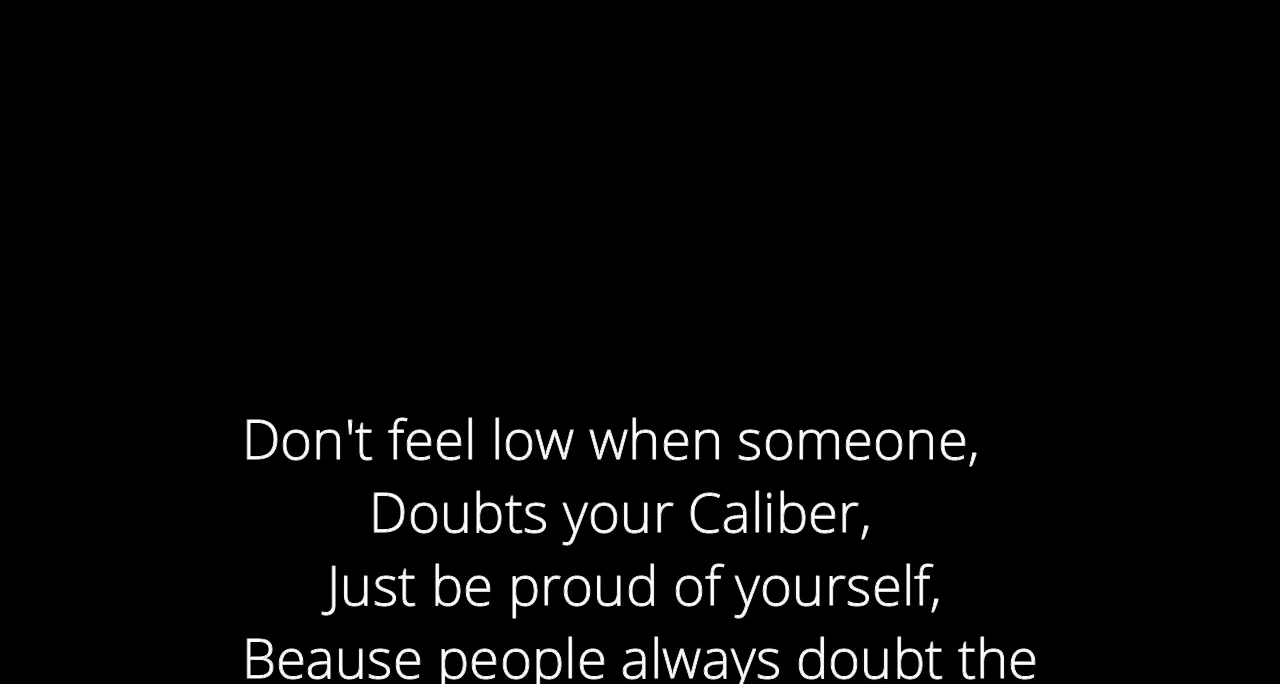 Don't feel low when someone,
Doubts your Caliber,
Just be proud of yourself,
Beause people always doubt the